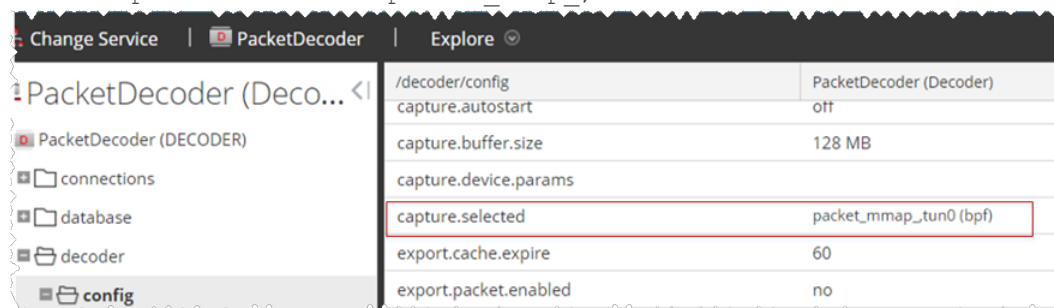 Change Service | PacketDecoder | Explore
PacketDecoder (Deco...
PacketDecoder (DECODER)
connections
database
decoder
config
/decoder/config PacketDecoder (Decoder)
capture.autostart off
capture.buffer.size 128 MB
capture.device.params
capture.selected packet_mmap_,tun0 (bpf)
export.cache.expire 60
export.packet.enabled no